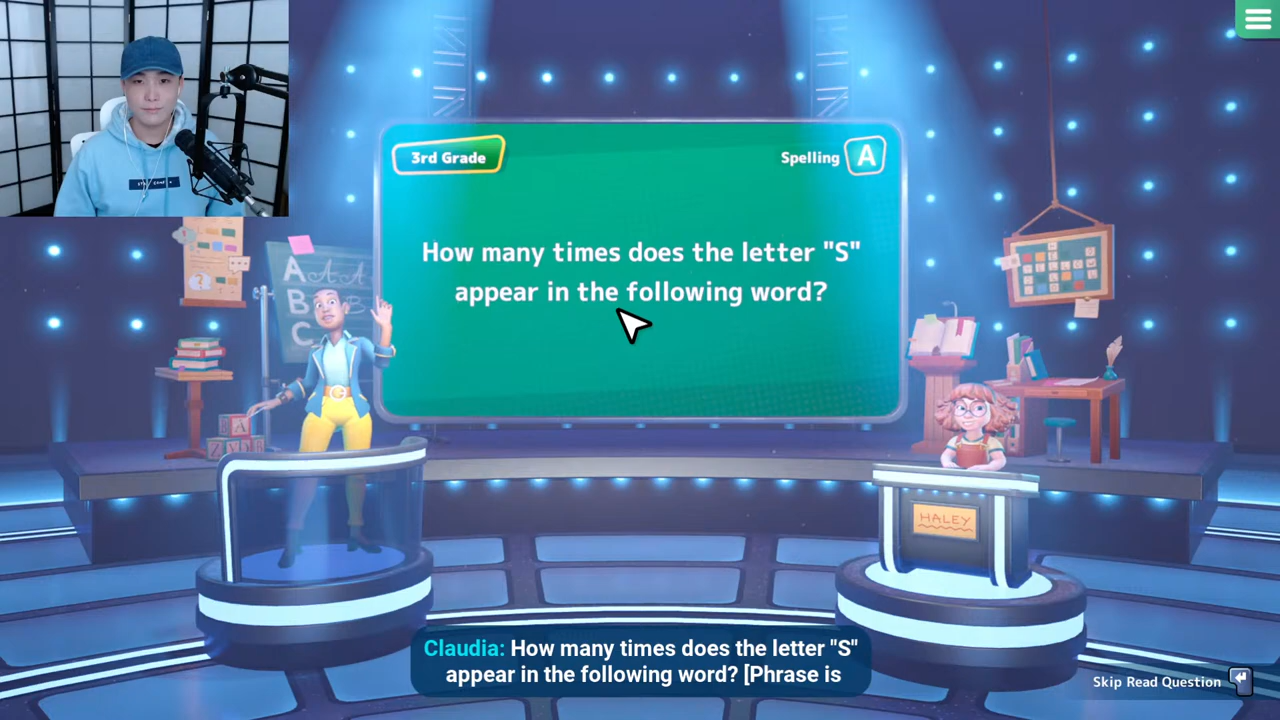 3rd Grade
Spelling A
How many times does the letter "S"
appear in the following word?
A
B
C
HALEY
Claudia: How many times does the letter "S"
appear in the following word? [Phrase is
Skip Read Question